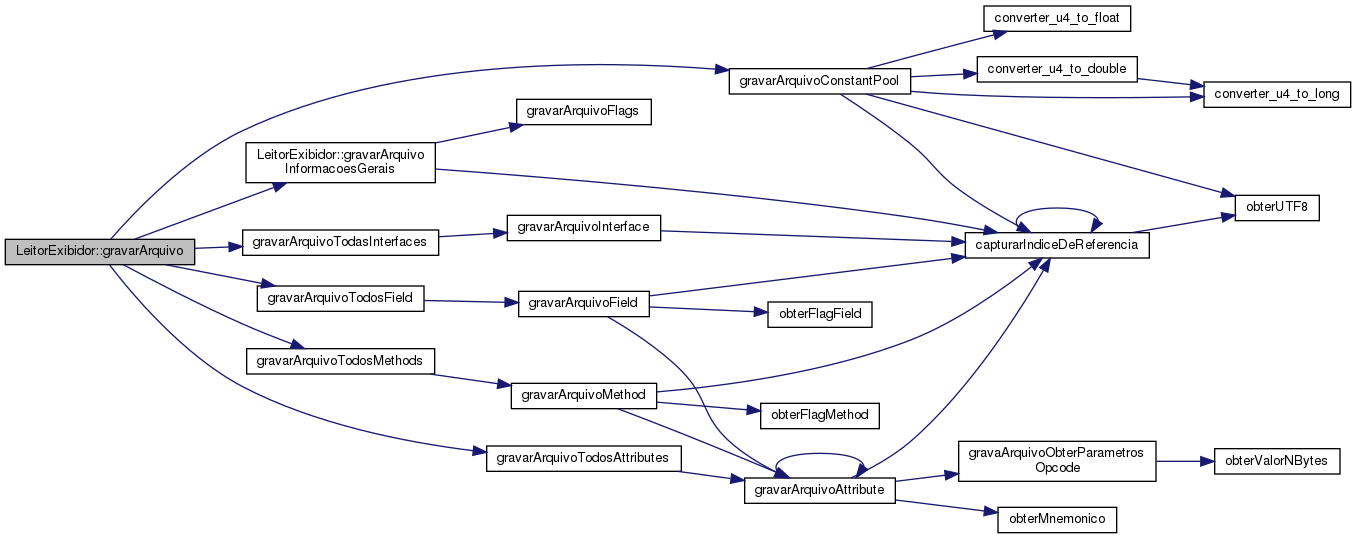 converter_u4_to_float
gravarArquivoConstantPool
converter_u4_to_double
converter_u4_to_long
gravarArquivoFlags
LeitorExibidor::gravarArquivo
InformacoesGerais
obterUTF8
gravarArquivoTodasInterfaces
gravarArquivoInterface
capturarIndiceDeReferencia
LeitorExibidor::gravarArquivo
gravarArquivoTodosField
gravarArquivoField
obterFlagField
gravarArquivoTodosMethods
gravarArquivoMethod
obterFlagMethod
gravarArquivoTodosAttributes
gravarArquivoAttribute
gravaArquivoObterParametros
Opcode
obterValorNBytes
obterMnemonico